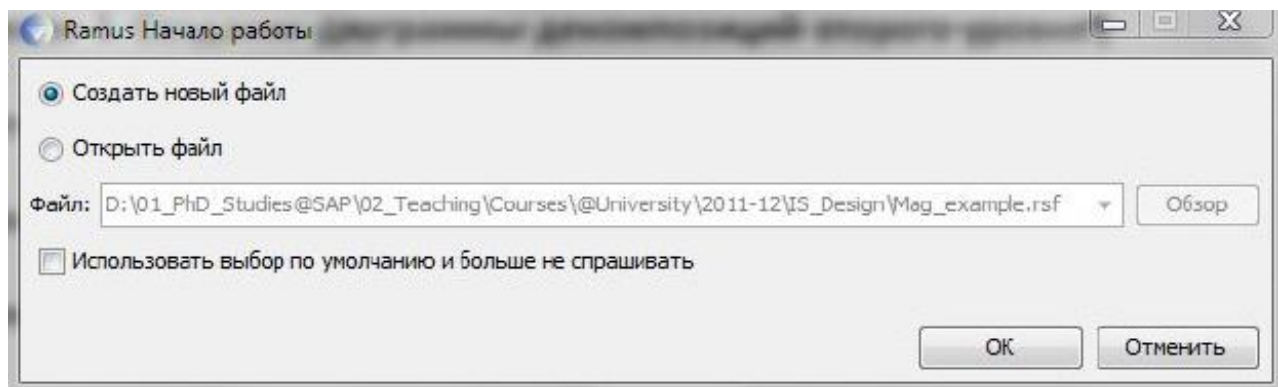 Ramus Начало работы
Создать новый файл
Открыть файл
Файл: D:\01_PhD_Studies@SAP\02_Teaching\Courses\@University\2011-12\IS_Design\Mag_example.rsf Обзор
Использовать выбор по умолчанию и больше не спрашивать
OK Отменить